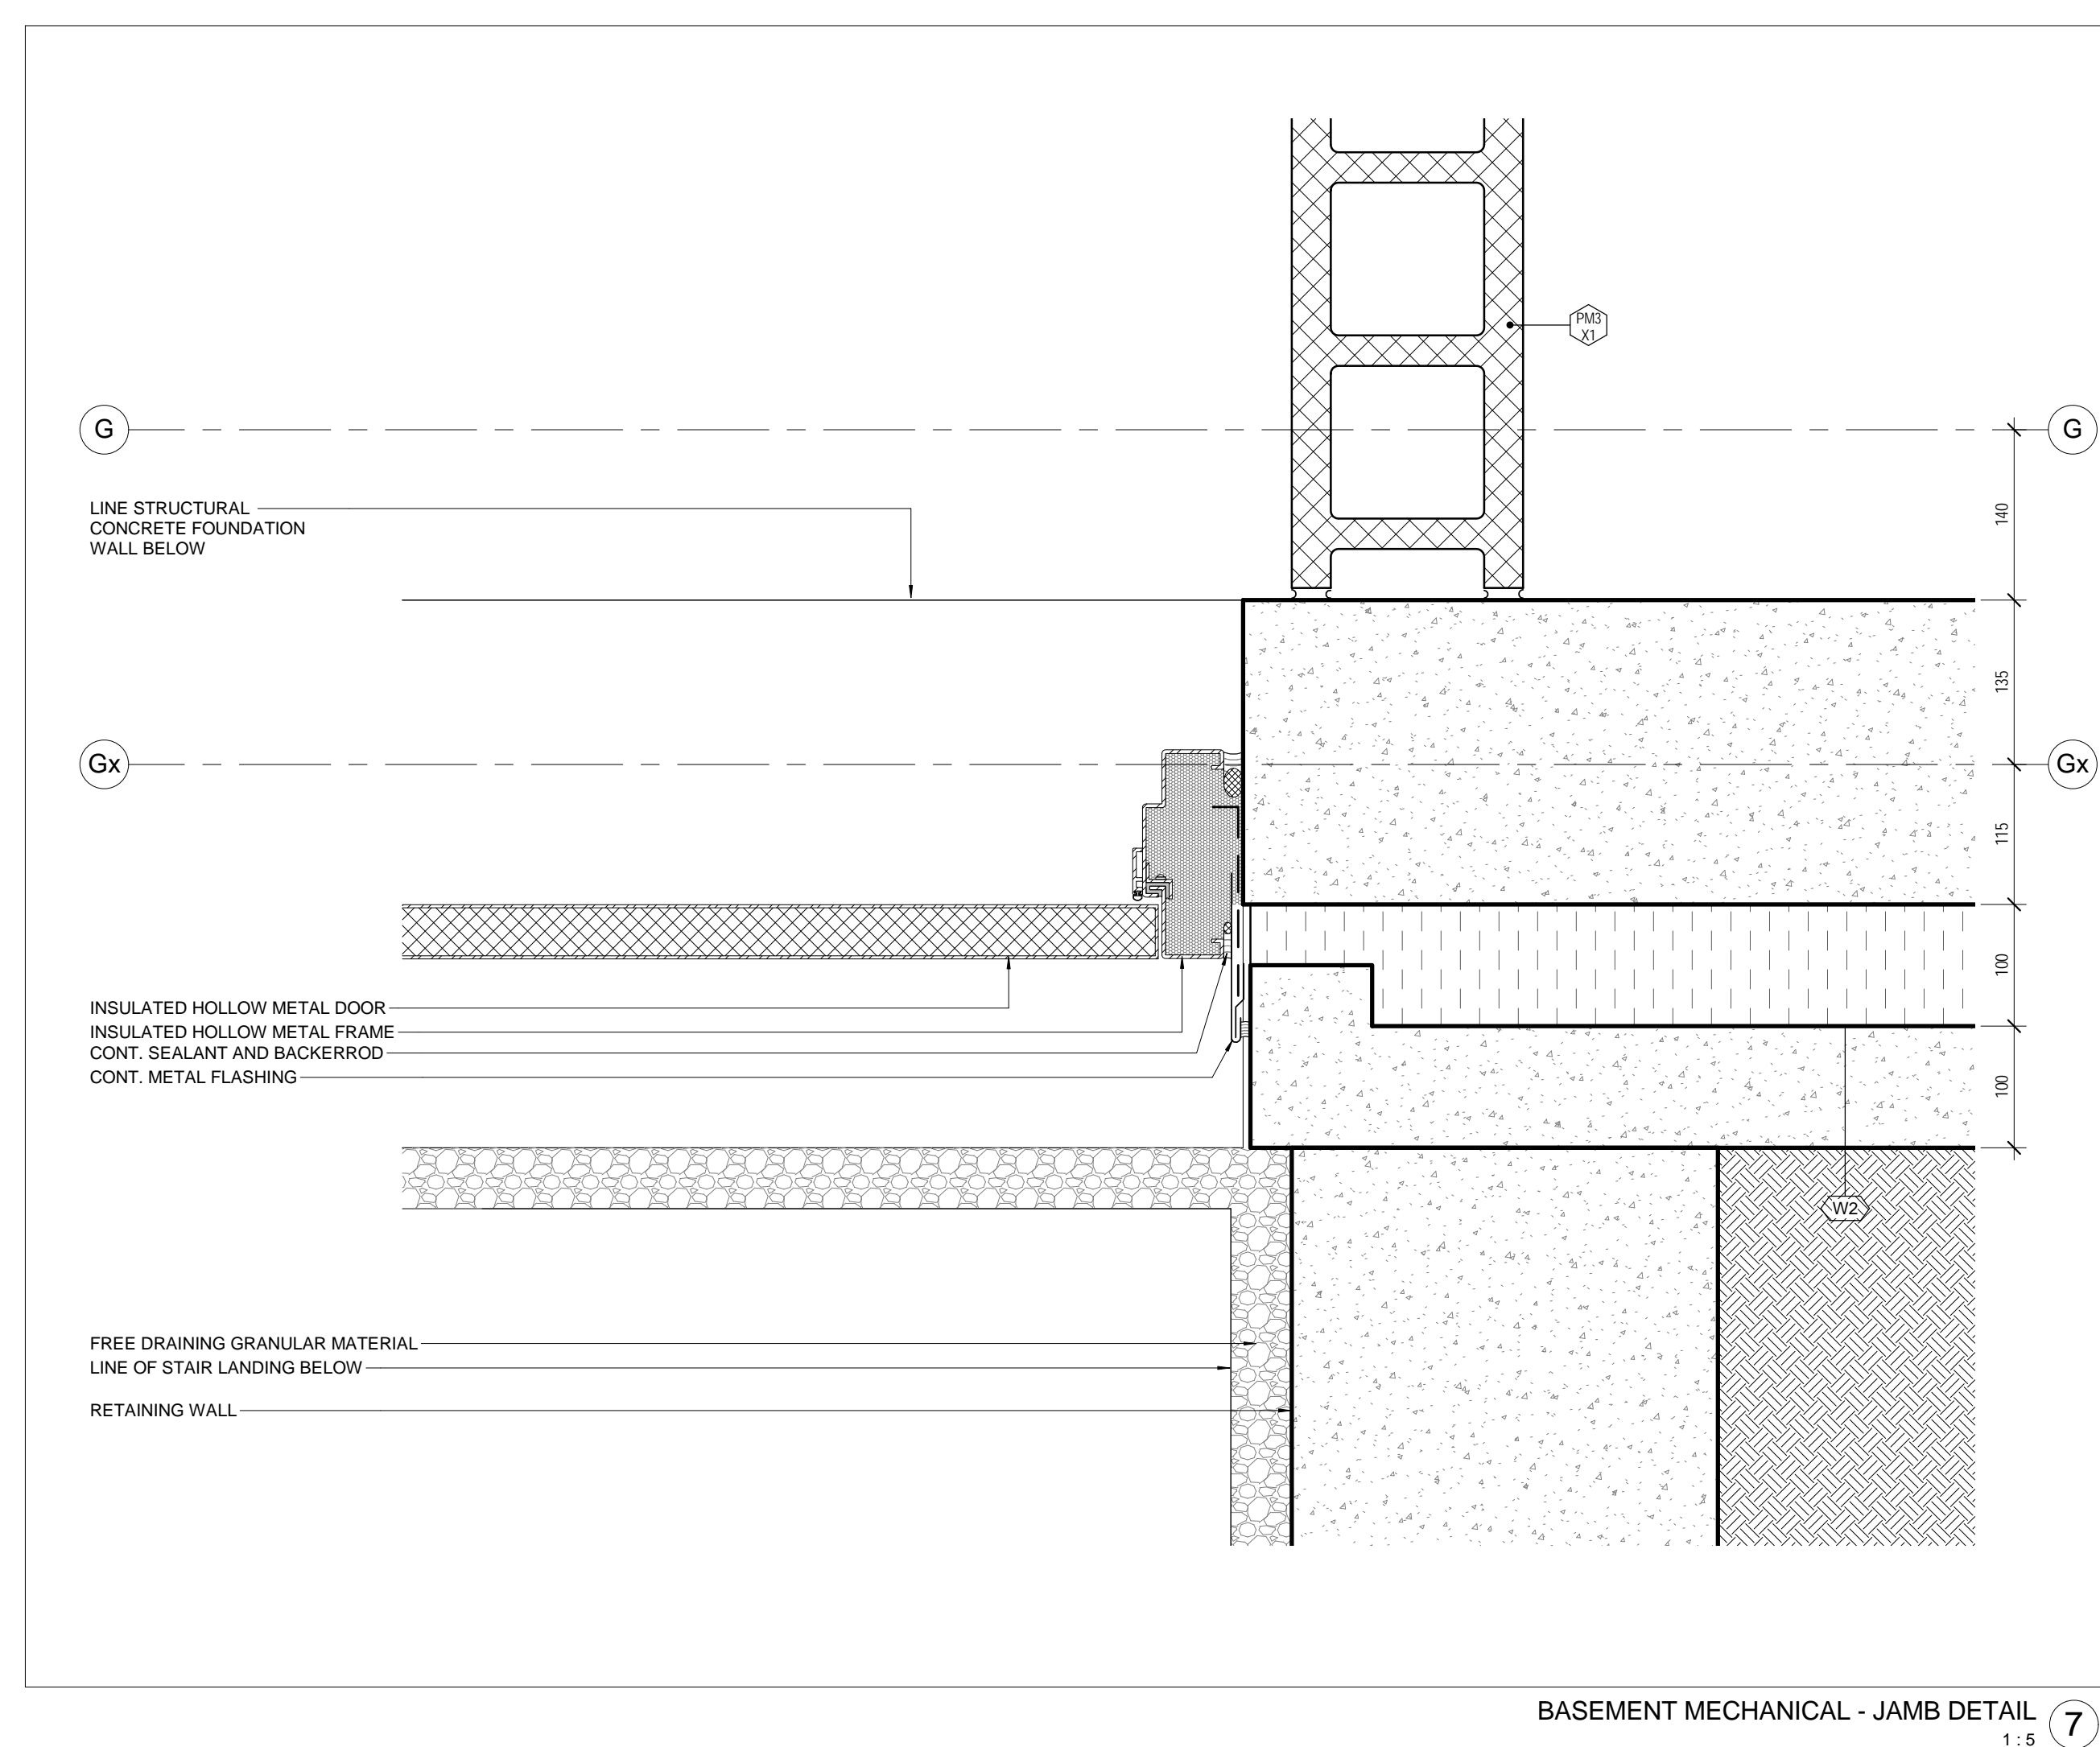 PM3
X1
G
G
LINE STRUCTURAL
CONCRETE FOUNDATION
WALL BELOW
140
135
Gx
Gx
115
100
INSULATED HOLLOW METAL DOOR
INSULATED HOLLOW METAL FRAME
CONT. SEALANT AND BACKERROD
CONT. METAL FLASHING
100
W2
FREE DRAINING GRANULAR MATERIAL
LINE OF STAIR LANDING BELOW
RETAINING WALL
BASEMENT MECHANICAL - JAMB DETAIL
7
1 : 5